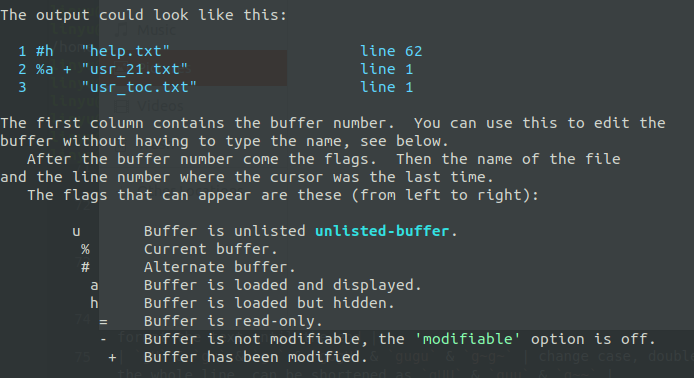 The output could look like this:
1 #h "help.txt" line 62
2 %a + "usr_21.txt" line 1
3 "usr_toc.txt" line 1
The first column contains the buffer number. You can use this to edit the
buffer without having to type the name, see below.
After the buffer number come the flags. Then the name of the file
and the line number where the cursor was the last time.
The flags that can appear are these (from left to right):
u Buffer is unlisted unlisted-buffer.
% Current buffer.
# Alternate buffer.
a Buffer is loaded and displayed.
h Buffer is loaded but hidden.
= Buffer is read-only.
- Buffer is not modifiable, the 'modifiable' option is off.
+ Buffer has been modified.